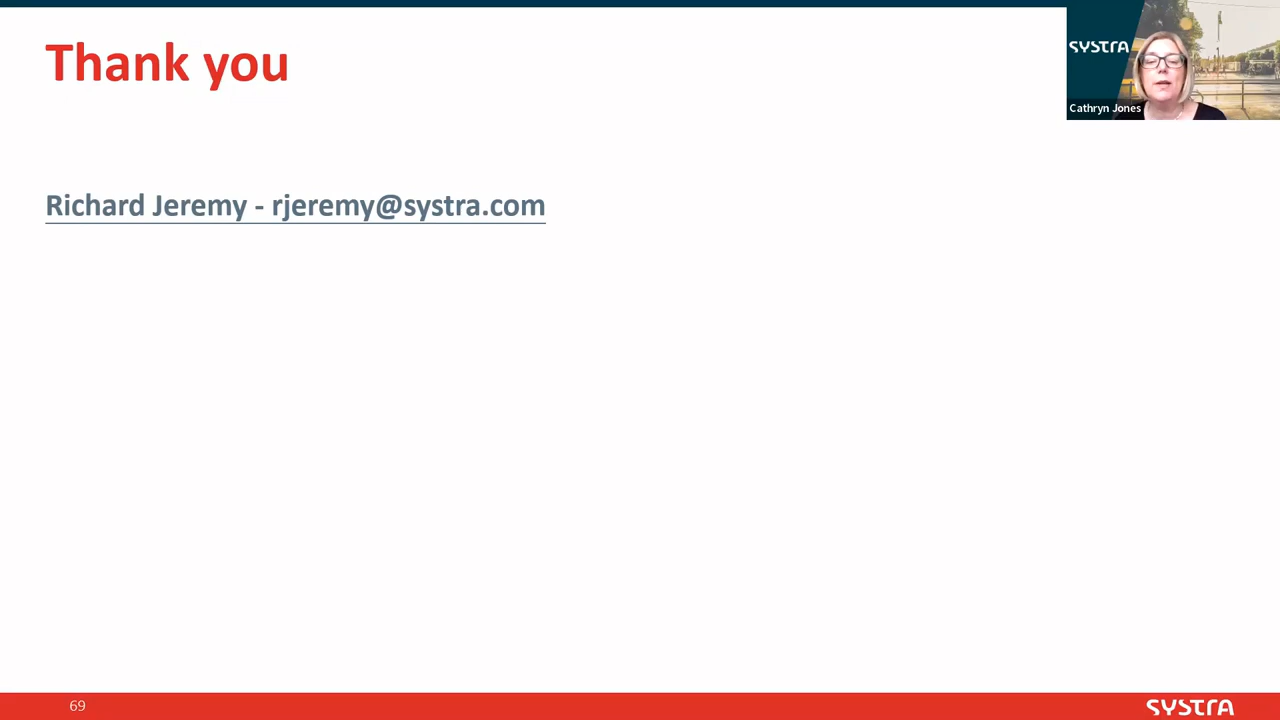 Thank you
SYSTRA
Cathryn Jones
Richard Jeremy - rjeremy@systra.com
69
SYSTRA